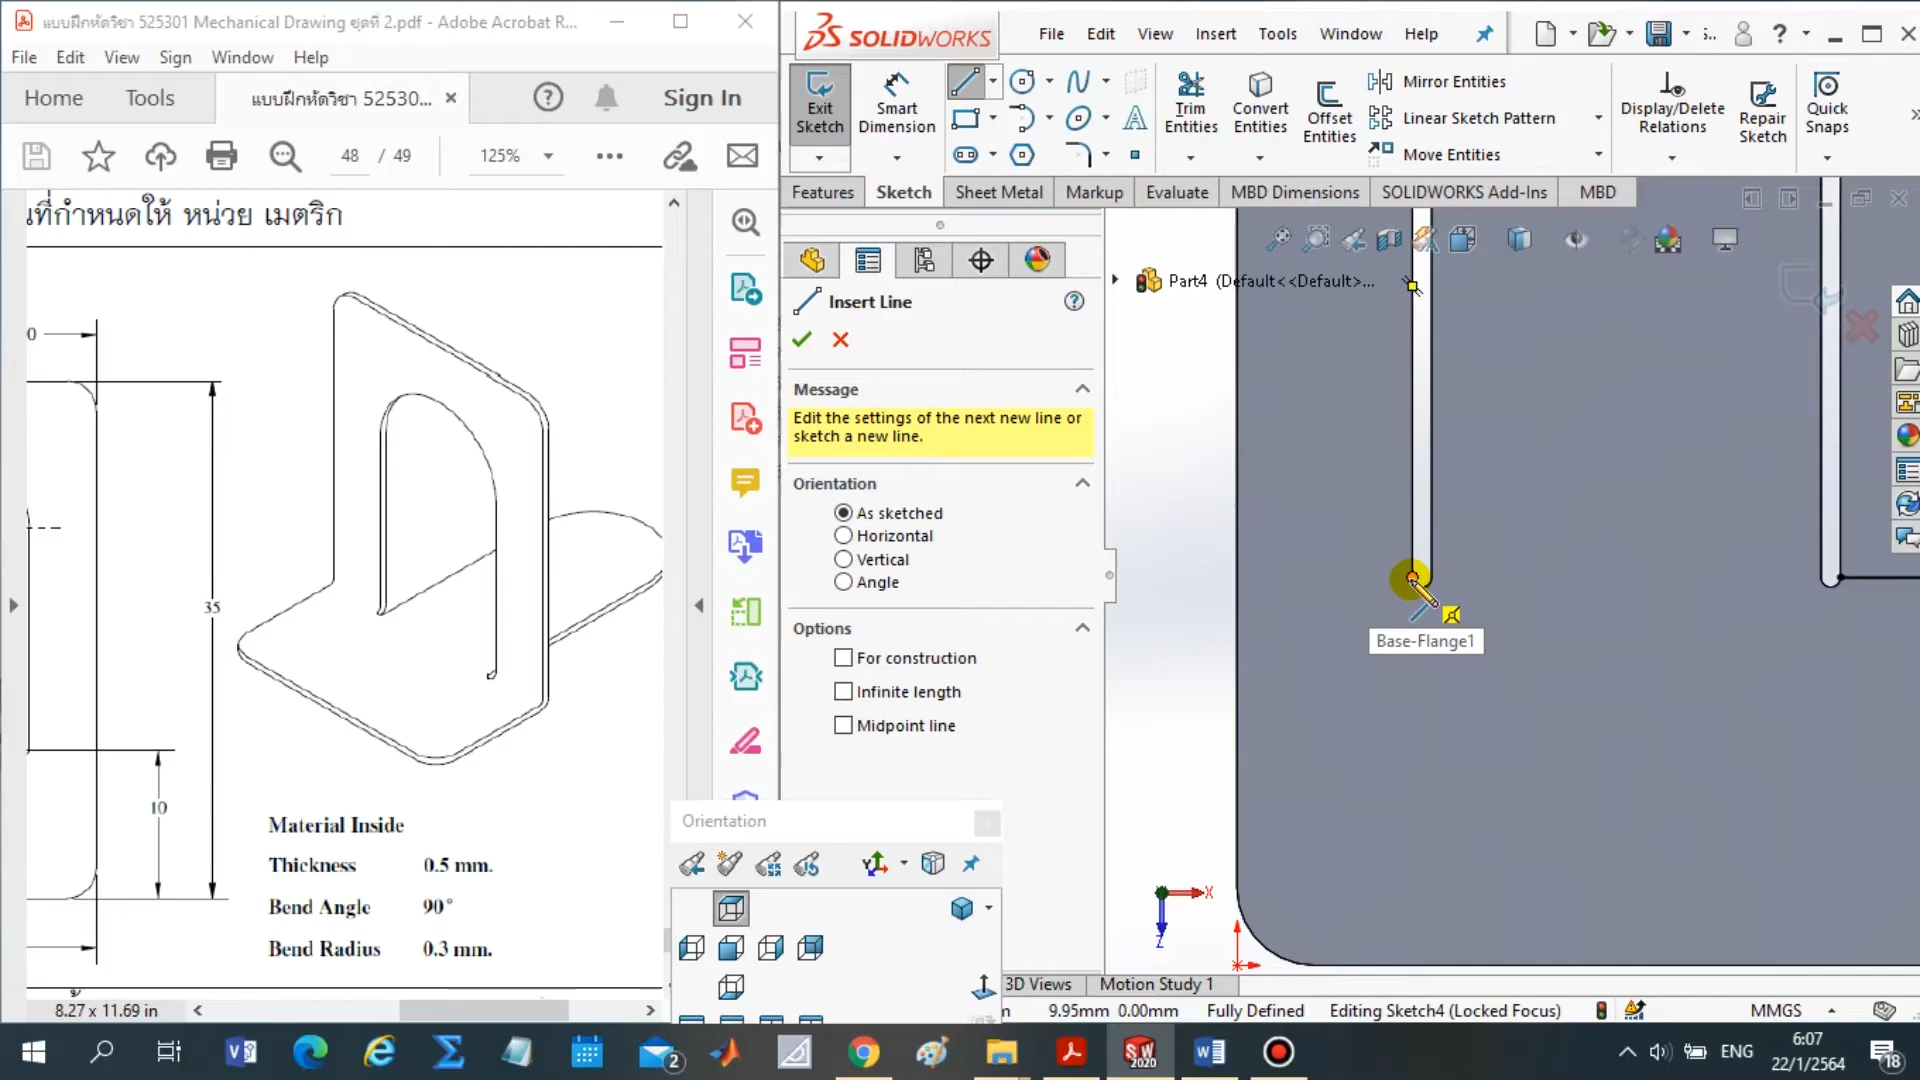 แบบฝึกหัดวิชา 525301 Mechanical Drawing ชุดที่ 2.pdf - Adobe Acrobat R...
File Edit View Sign Window Help
Home Tools แบบฝึกหัดวิชา 52530... × Sign In
48 / 49 125%
นที่กำหนดให้ หน่วย เมตริก
0
35
10
Material Inside
Thickness 0.5 mm.
Bend Angle 90°
Bend Radius 0.3 mm.
8.27 x 11.69 in
SOLIDWORKS File Edit View Insert Tools Window Help S..
Exit Sketch
Smart Dimension
Trim Entities
Convert Entities
Offset Entities
Mirror Entities
Linear Sketch Pattern
Move Entities
Display/Delete Relations
Repair Sketch
Quick Snaps
Features Sketch Sheet Metal Markup Evaluate MBD Dimensions SOLIDWORKS Add-Ins MBD
Part4 (Default<<Default>...
Insert Line
Message
Edit the settings of the next new line or
sketch a new line.
Orientation
As sketched
Horizontal
Vertical
Angle
Options
For construction
Infinite length
Midpoint line
Base-Flange1
Orientation
X
Z
3D Views Motion Study 1
n 9.95mm 0.00mm Fully Defined Editing Sketch4 (Locked Focus) MMGS
2
SW
2020
ENG
6:07
22/1/2564
18